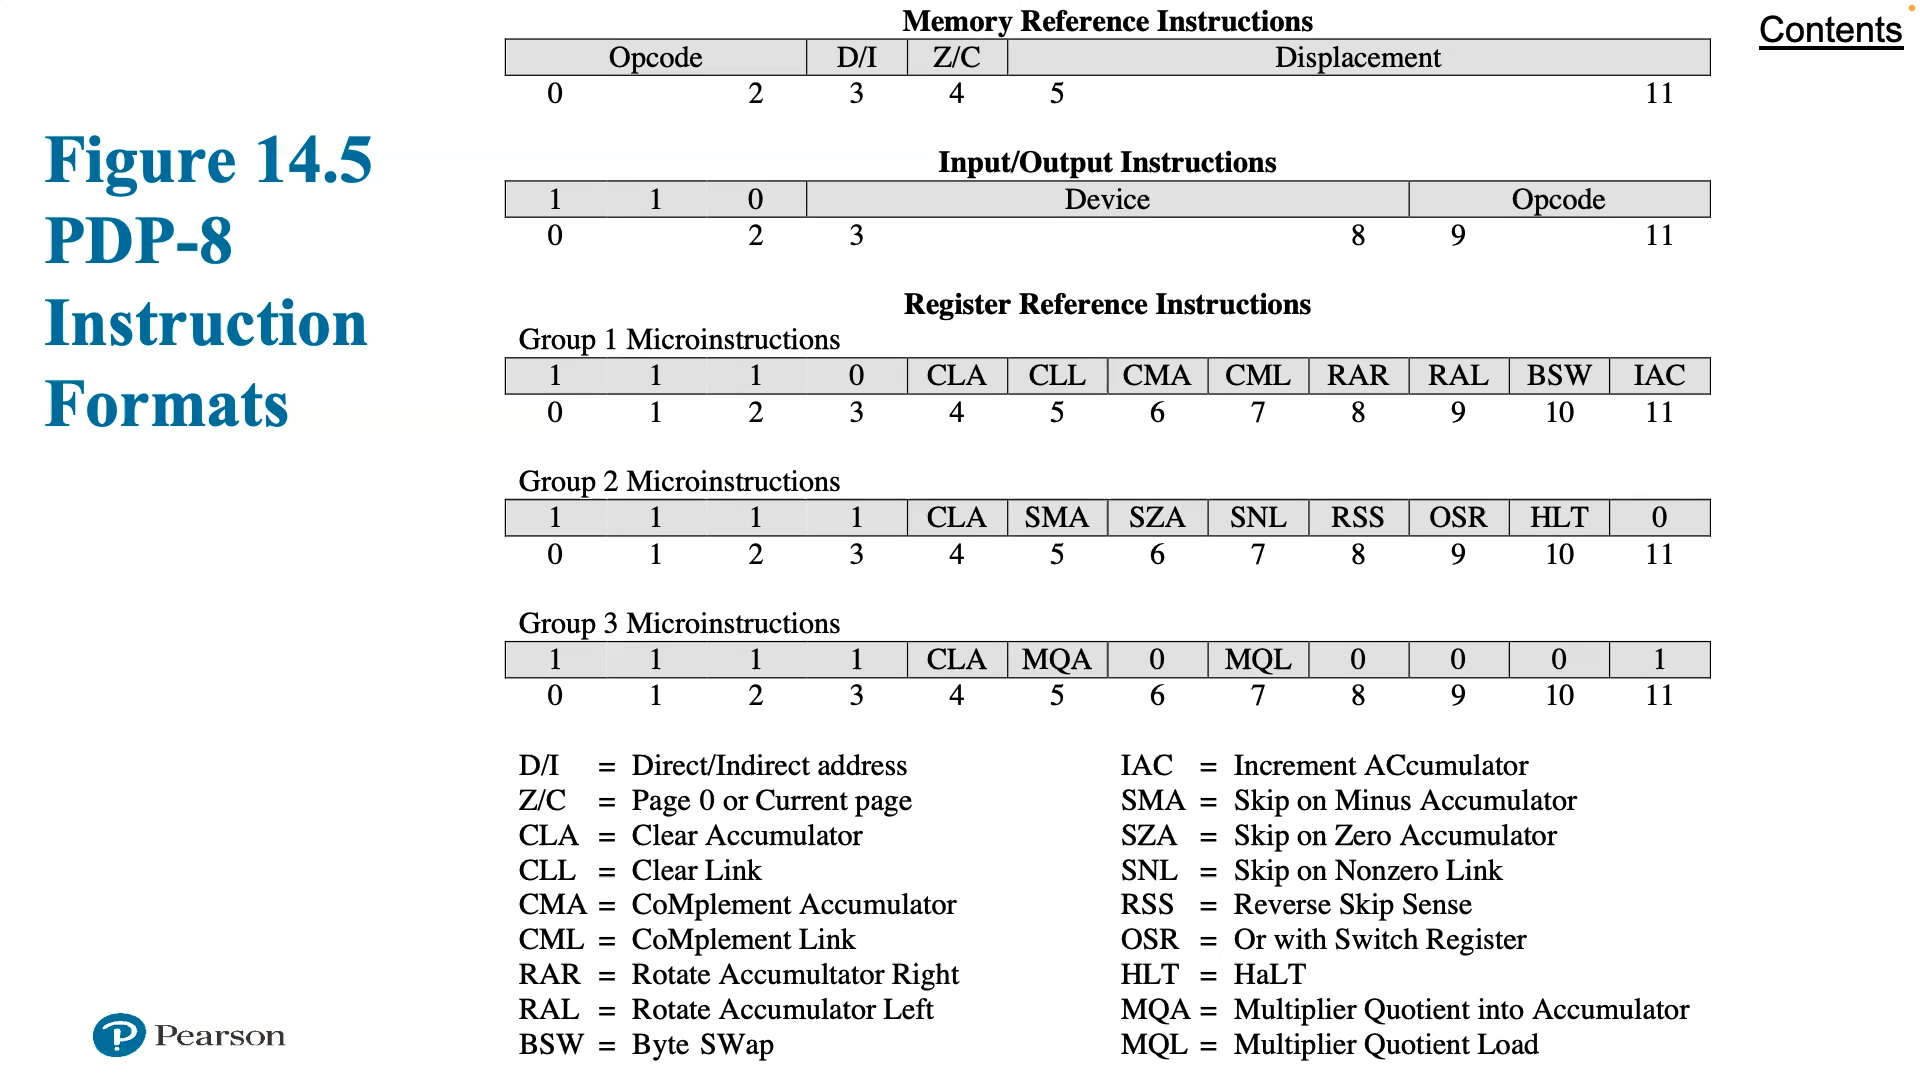 Contents
Figure 14.5
PDP-8
Instruction
Formats
Memory Reference Instructions
Opcode D/I Z/C Displacement
0 2 3 4 5 11
Input/Output Instructions
1 1 0 Device Opcode
0 2 3 8 9 11
Register Reference Instructions
Group 1 Microinstructions
1 1 1 0 CLA CLL CMA CML RAR RAL BSW IAC
0 1 2 3 4 5 6 7 8 9 10 11
Group 2 Microinstructions
1 1 1 1 CLA SMA SZA SNL RSS OSR HLT 0
0 1 2 3 4 5 6 7 8 9 10 11
Group 3 Microinstructions
1 1 1 1 CLA MQA 0 MQL 0 0 0 1
0 1 2 3 4 5 6 7 8 9 10 11
D/I = Direct/Indirect address
Z/C = Page 0 or Current page
CLA = Clear Accumulator
CLL = Clear Link
CMA = CoMplement Accumulator
CML = CoMplement Link
RAR = Rotate Accumultator Right
RAL = Rotate Accumulator Left
BSW = Byte SWap
IAC = Increment ACcumulator
SMA = Skip on Minus Accumulator
SZA = Skip on Zero Accumulator
SNL = Skip on Nonzero Link
RSS = Reverse Skip Sense
OSR = Or with Switch Register
HLT = HaLT
MQA = Multiplier Quotient into Accumulator
MQL = Multiplier Quotient Load
Pearson